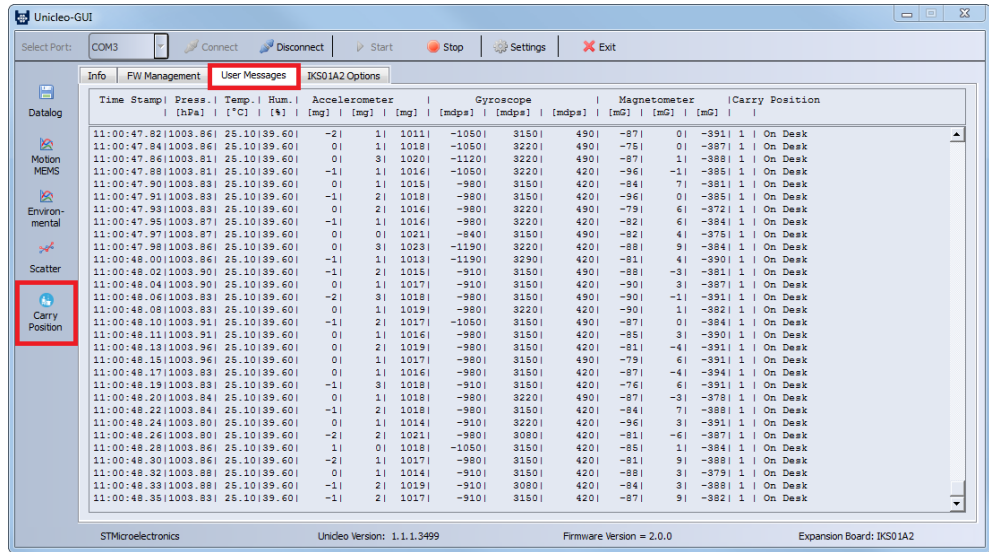 Unicleo-GUI
Select Port: COM3 Connect Disconnect Start Stop Settings Exit
Info FW Management User Messages IKS01A2 Options
Datalog
Motion
MEMS
Environ-
mental
Scatter
Carry
Position
Time Stamp| Press.| Temp.| Hum.| Accelerometer | Gyroscope | Magnetometer |Carry Position
| [hPa] | [°C] | [%] | [mg] | [mg] | [mg] | [mdps] | [mdps] | [mdps] | [mG] | [mG] | [mG] | |
11:00:47.82|1003.86| 25.10|39.60| -2| 1| 1011| -1050| 3150| 490| -87| 0| -391| 1 | On Desk
11:00:47.84|1003.86| 25.10|39.60| 0| 1| 1018| -1050| 3220| 490| -75| 0| -387| 1 | On Desk
11:00:47.86|1003.81| 25.10|39.60| 0| 3| 1020| -1120| 3220| 490| -87| 1| -388| 1 | On Desk
11:00:47.88|1003.81| 25.10|39.60| -1| 1| 1016| -1050| 3220| 420| -96| -1| -385| 1 | On Desk
11:00:47.90|1003.83| 25.10|39.60| 0| 1| 1015| -980| 3150| 420| -84| 7| -381| 1 | On Desk
11:00:47.91|1003.83| 25.10|39.60| -1| 2| 1018| -980| 3150| 420| -96| 0| -385| 1 | On Desk
11:00:47.93|1003.83| 25.10|39.60| 0| 2| 1016| -980| 3220| 490| -79| 6| -372| 1 | On Desk
11:00:47.95|1003.87| 25.10|39.60| -1| 1| 1016| -980| 3220| 420| -82| 6| -384| 1 | On Desk
11:00:47.97|1003.87| 25.10|39.60| 0| 0| 1021| -840| 3150| 490| -82| 4| -375| 1 | On Desk
11:00:47.98|1003.86| 25.10|39.60| 0| 3| 1023| -1190| 3220| 420| -88| 9| -384| 1 | On Desk
11:00:48.00|1003.86| 25.10|39.60| -1| 1| 1013| -1190| 3290| 420| -81| 4| -390| 1 | On Desk
11:00:48.02|1003.90| 25.10|39.60| -1| 2| 1015| -910| 3150| 490| -88| -3| -381| 1 | On Desk
11:00:48.04|1003.90| 25.10|39.60| 0| 1| 1017| -910| 3150| 420| -90| 3| -387| 1 | On Desk
11:00:48.06|1003.83| 25.10|39.60| -2| 3| 1018| -980| 3150| 490| -90| -1| -391| 1 | On Desk
11:00:48.08|1003.83| 25.10|39.60| 0| 1| 1019| -980| 3220| 420| -90| 1| -382| 1 | On Desk
11:00:48.10|1003.91| 25.10|39.60| -1| 2| 1017| -1050| 3150| 490| -87| 0| -384| 1 | On Desk
11:00:48.11|1003.91| 25.10|39.60| 0| 1| 1016| -980| 3150| 420| -85| 3| -390| 1 | On Desk
11:00:48.13|1003.96| 25.10|39.60| 0| 2| 1019| -980| 3150| 420| -81| -4| -391| 1 | On Desk
11:00:48.15|1003.96| 25.10|39.60| 0| 1| 1017| -980| 3150| 490| -79| 6| -391| 1 | On Desk
11:00:48.17|1003.83| 25.10|39.60| 0| 1| 1016| -980| 3150| 420| -87| -4| -394| 1 | On Desk
11:00:48.19|1003.83| 25.10|39.60| -1| 3| 1018| -910| 3150| 420| -76| 6| -391| 1 | On Desk
11:00:48.20|1003.84| 25.10|39.60| 0| 1| 1018| -980| 3220| 490| -87| -3| -378| 1 | On Desk
11:00:48.22|1003.84| 25.10|39.60| -1| 2| 1018| -980| 3150| 420| -84| 7| -388| 1 | On Desk
11:00:48.24|1003.80| 25.10|39.60| 0| 1| 1014| -910| 3220| 420| -96| 3| -391| 1 | On Desk
11:00:48.26|1003.80| 25.10|39.60| -2| 2| 1021| -980| 3080| 420| -81| -6| -387| 1 | On Desk
11:00:48.28|1003.86| 25.10|39.60| 1| 0| 1018| -1050| 3150| 420| -85| 1| -384| 1 | On Desk
11:00:48.30|1003.86| 25.10|39.60| -2| 1| 1017| -980| 3150| 420| -81| 9| -388| 1 | On Desk
11:00:48.32|1003.88| 25.10|39.60| 0| 1| 1014| -910| 3150| 420| -88| 3| -379| 1 | On Desk
11:00:48.33|1003.88| 25.10|39.60| -1| 1| 1019| -910| 3080| 420| -84| 3| -388| 1 | On Desk
11:00:48.35|1003.83| 25.10|39.60| -1| 2| 1017| -910| 3150| 420| -87| 9| -382| 1 | On Desk
STMicroelectronics Unicleo Version: 1.1.1.3499 Firmware Version = 2.0.0 Expansion Board: IKS01A2